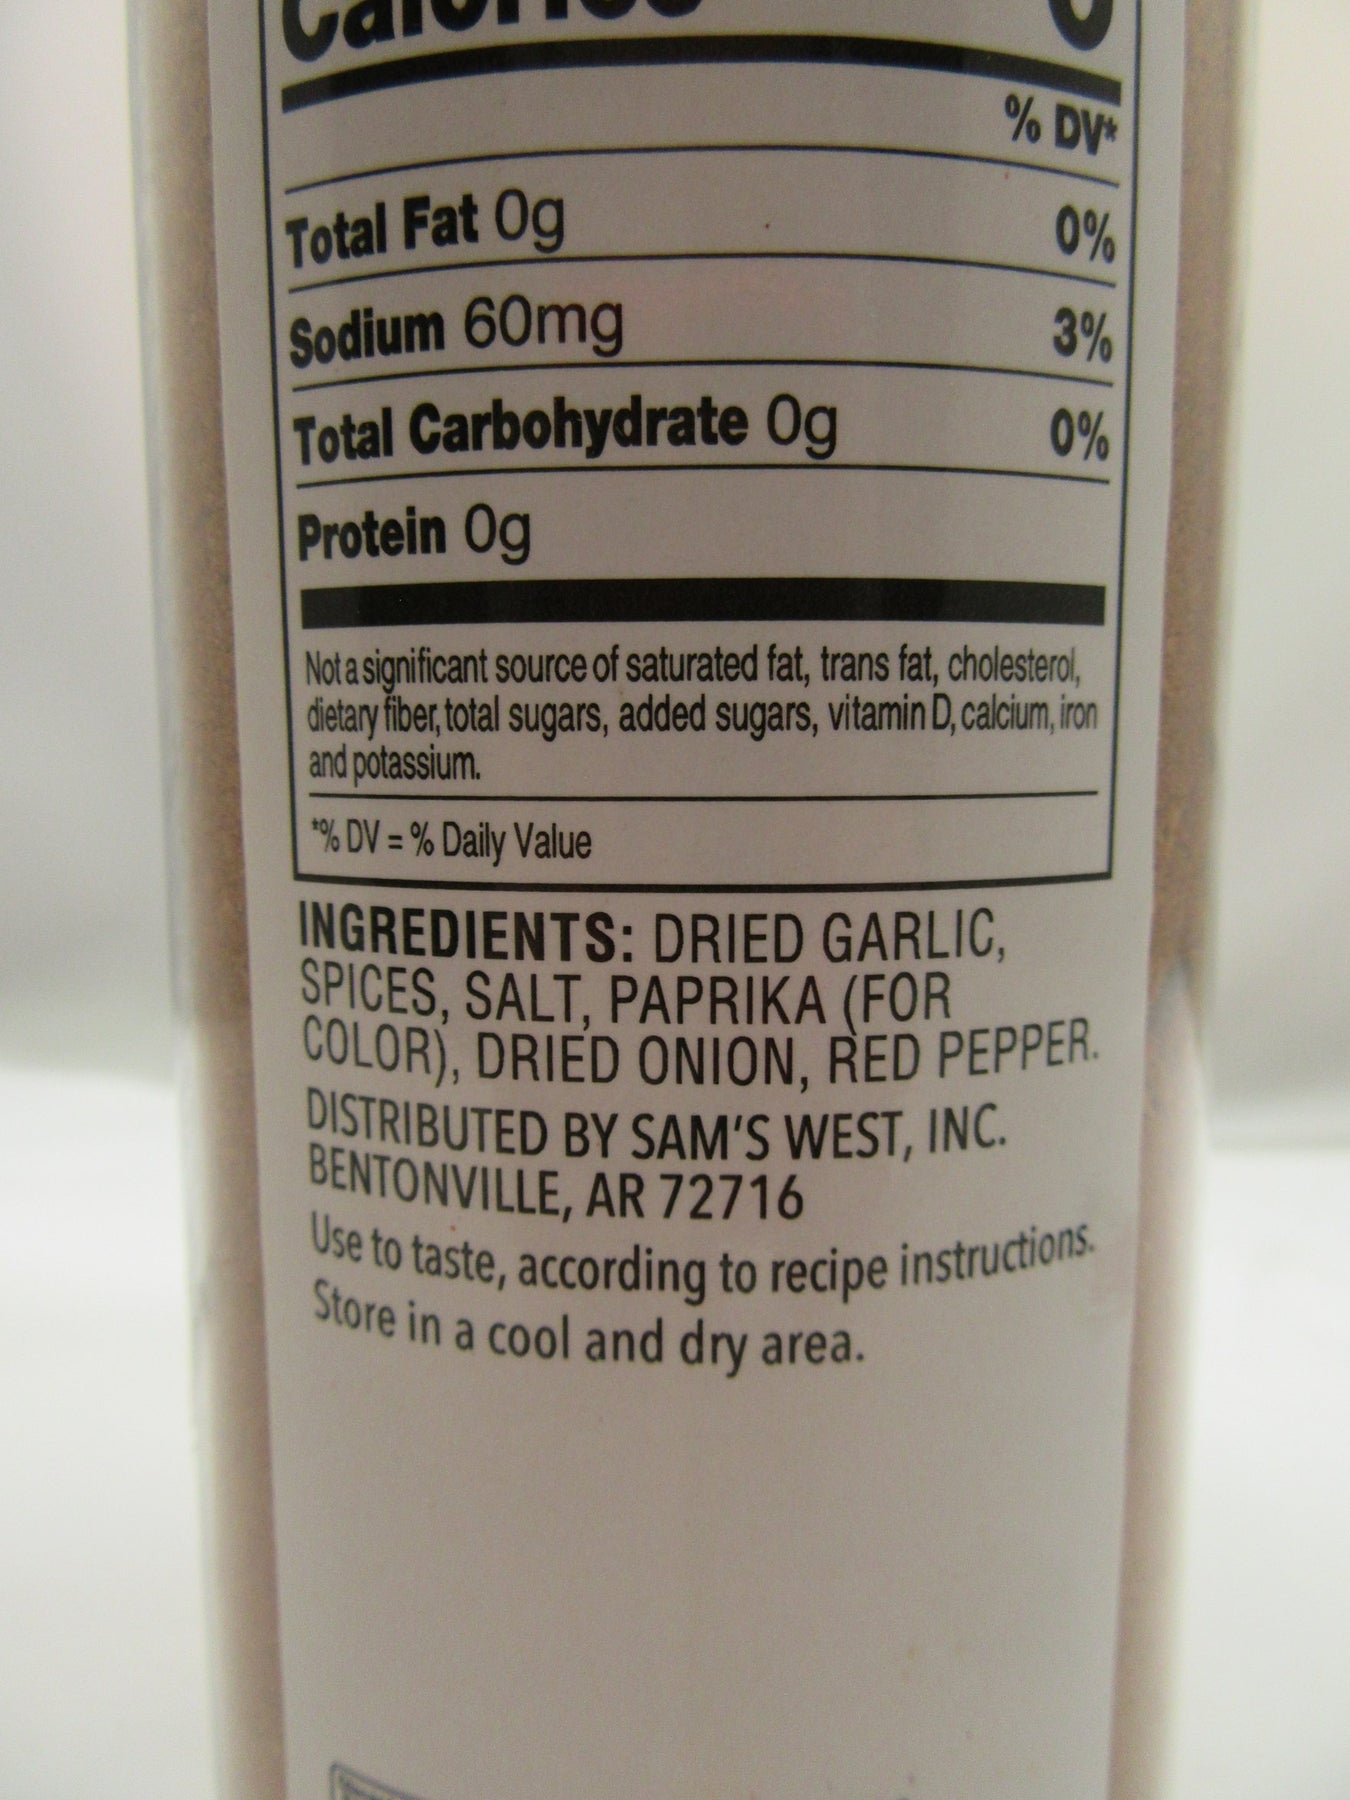 Calories 0
% DV*
Total Fat 0g 0%
Sodium 60mg 3%
Total Carbohydrate 0g 0%
Protein 0g
Not a significant source of saturated fat, trans fat, cholesterol,
dietary fiber, total sugars, added sugars, vitamin D, calcium, iron
and potassium.
*% DV = % Daily Value
INGREDIENTS: DRIED GARLIC,
SPICES, SALT, PAPRIKA (FOR
COLOR), DRIED ONION, RED PEPPER.
DISTRIBUTED BY SAM'S WEST, INC.
BENTONVILLE, AR 72716
Use to taste, according to recipe instructions.
Store in a cool and dry area.